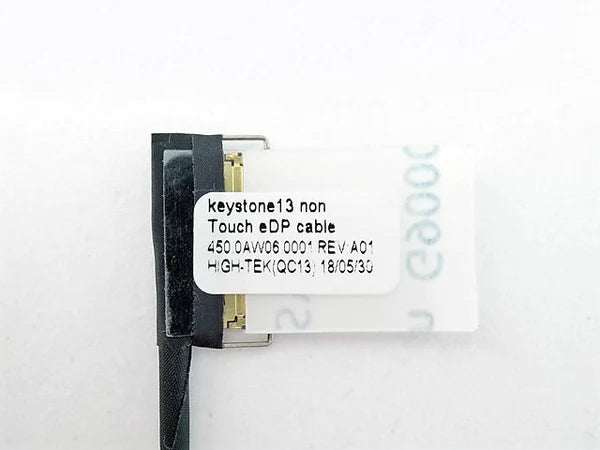 keystone13 non
Touch eDP cable
450.0AW06.0001 REV:A01
HIGH-TEK(QC13) 18/05/30